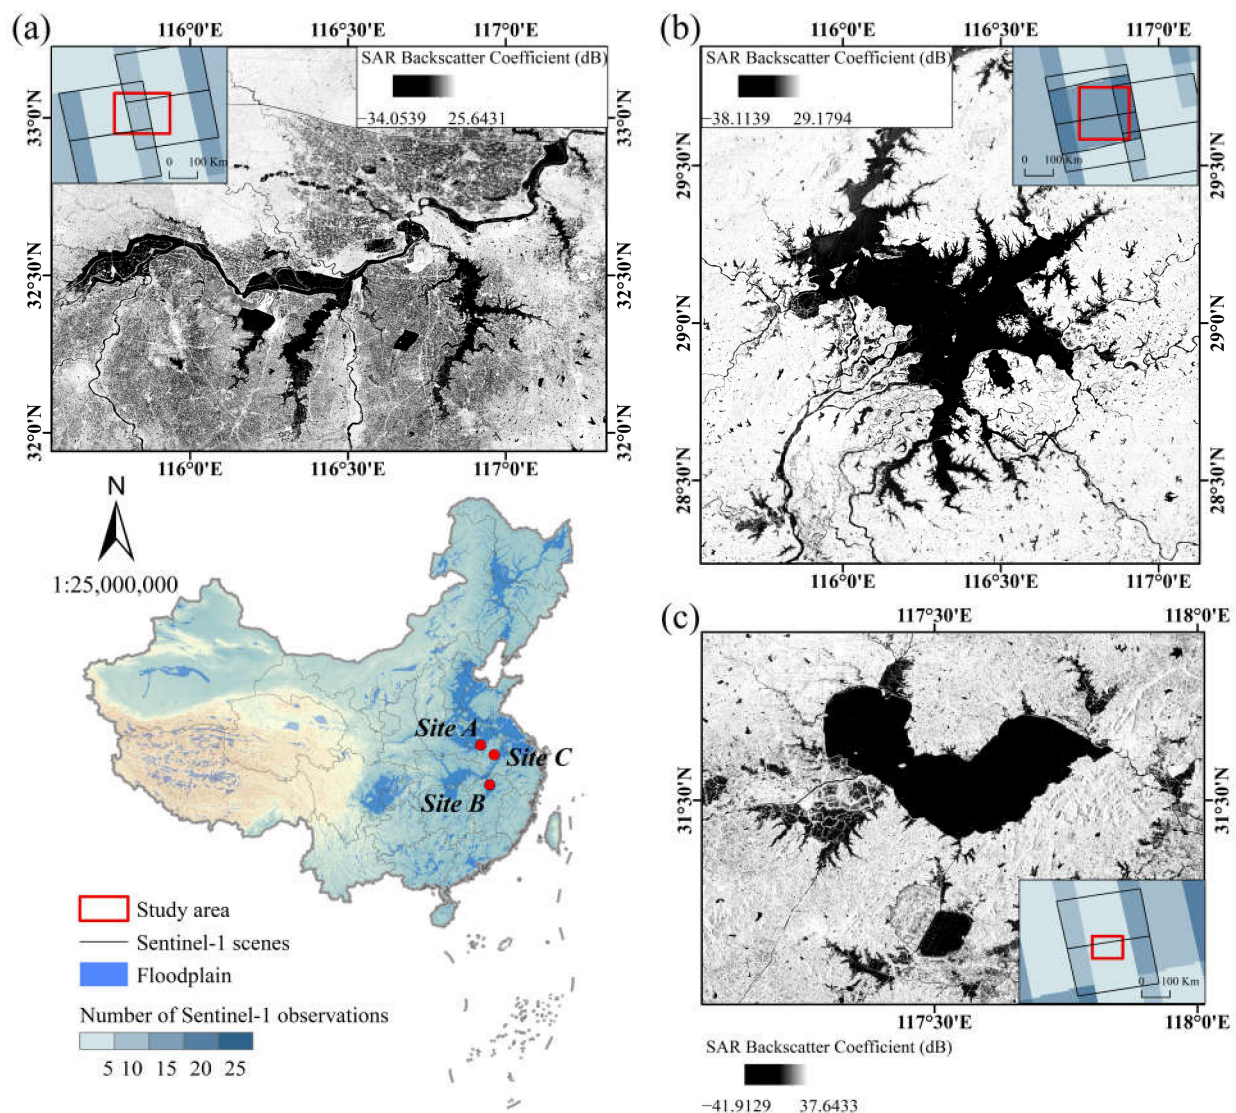 (a)
116°0'E 116°30'E 117°0'E
SAR Backscatter Coefficient (dB)
−34.0539 25.6431
0 100 Km
33°0'N
32°30'N
32°0'N
33°0'N
32°30'N
32°0'N
116°0'E 116°30'E 117°0'E
(b)
116°0'E 116°30'E 117°0'E
SAR Backscatter Coefficient (dB)
−38.1139 29.1794
0 100 Km
29°30'N
29°0'N
28°30'N
29°30'N
29°0'N
28°30'N
116°0'E 116°30'E 117°0'E
N
1:25,000,000
Site A
Site C
Site B
Study area
Sentinel-1 scenes
Floodplain
Number of Sentinel-1 observations
5 10 15 20 25
(c)
117°30'E 118°0'E
31°30'N
31°30'N
0 100 Km
117°30'E 118°0'E
SAR Backscatter Coefficient (dB)
−41.9129 37.6433